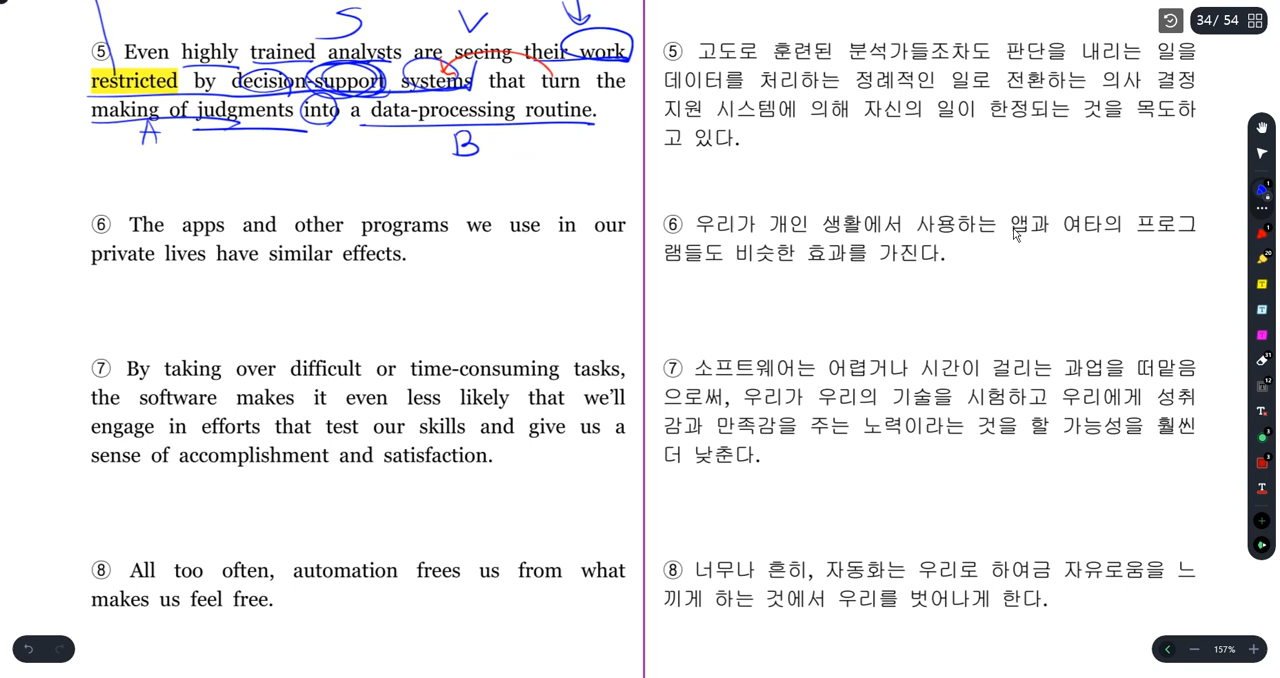 34/ 54
S V
⑤ Even highly trained analysts are seeing their work
restricted by decision-support systems that turn the
making of judgments into a data-processing routine.
A B
⑥ The apps and other programs we use in our
private lives have similar effects.
⑦ By taking over difficult or time-consuming tasks,
the software makes it even less likely that we'll
engage in efforts that test our skills and give us a
sense of accomplishment and satisfaction.
⑧ All too often, automation frees us from what
makes us feel free.
⑤ 고도로 훈련된 분석가들조차도 판단을 내리는 일을
데이터를 처리하는 정례적인 일로 전환하는 의사 결정
지원 시스템에 의해 자신의 일이 한정되는 것을 목도하
고 있다.
⑥ 우리가 개인 생활에서 사용하는 앱과 여타의 프로그
램들도 비슷한 효과를 가진다.
⑦ 소프트웨어는 어렵거나 시간이 걸리는 과업을 떠맡음
으로써, 우리가 우리의 기술을 시험하고 우리에게 성취
감과 만족감을 주는 노력이라는 것을 할 가능성을 훨씬
더 낮춘다.
⑧ 너무나 흔히, 자동화는 우리로 하여금 자유로움을 느
끼게 하는 것에서 우리를 벗어나게 한다.
157%